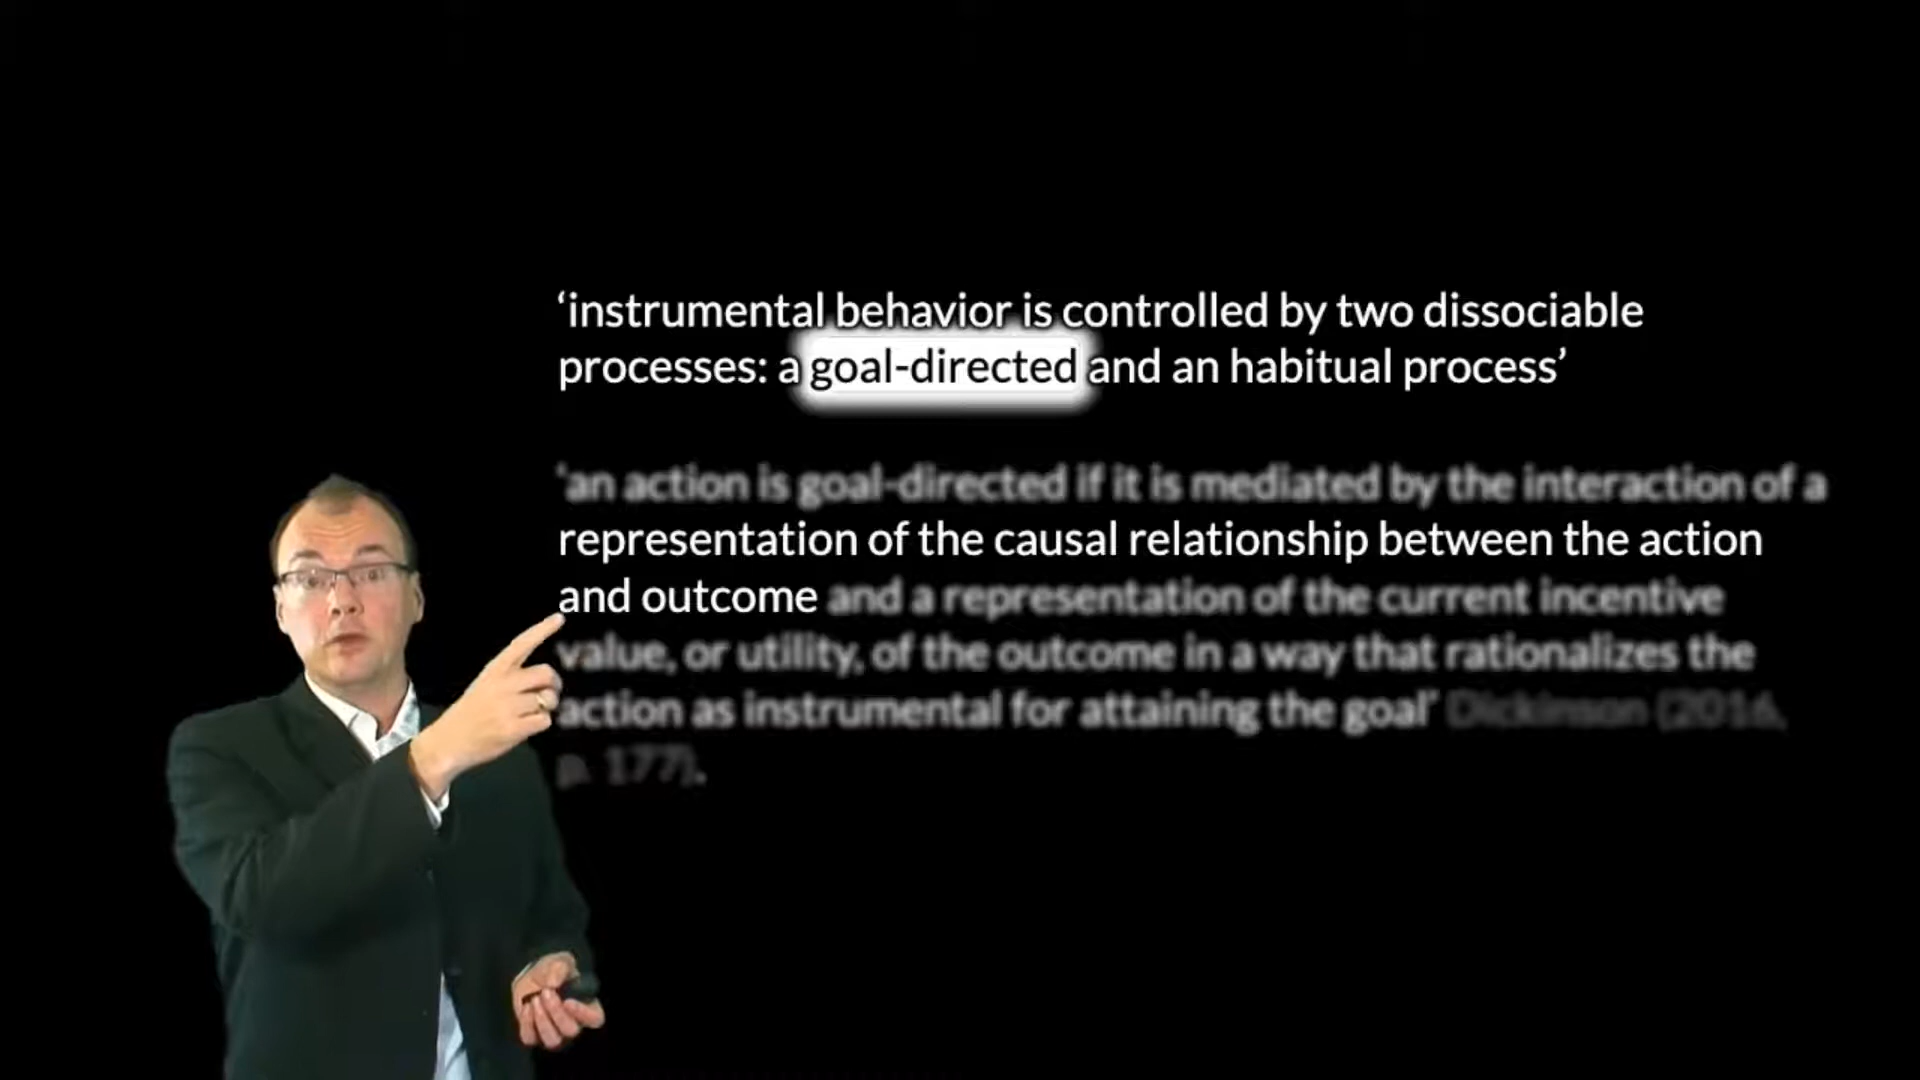 ‘instrumental behavior is controlled by two dissociable
processes: a goal-directed and an habitual process’
‘an action is goal-directed if it is mediated by the interaction of a
representation of the causal relationship between the action
and outcome and a representation of the current incentive
value, or utility, of the outcome in a way that rationalizes the
action as instrumental for attaining the goal’ Dickinson (2016,
p. 177).